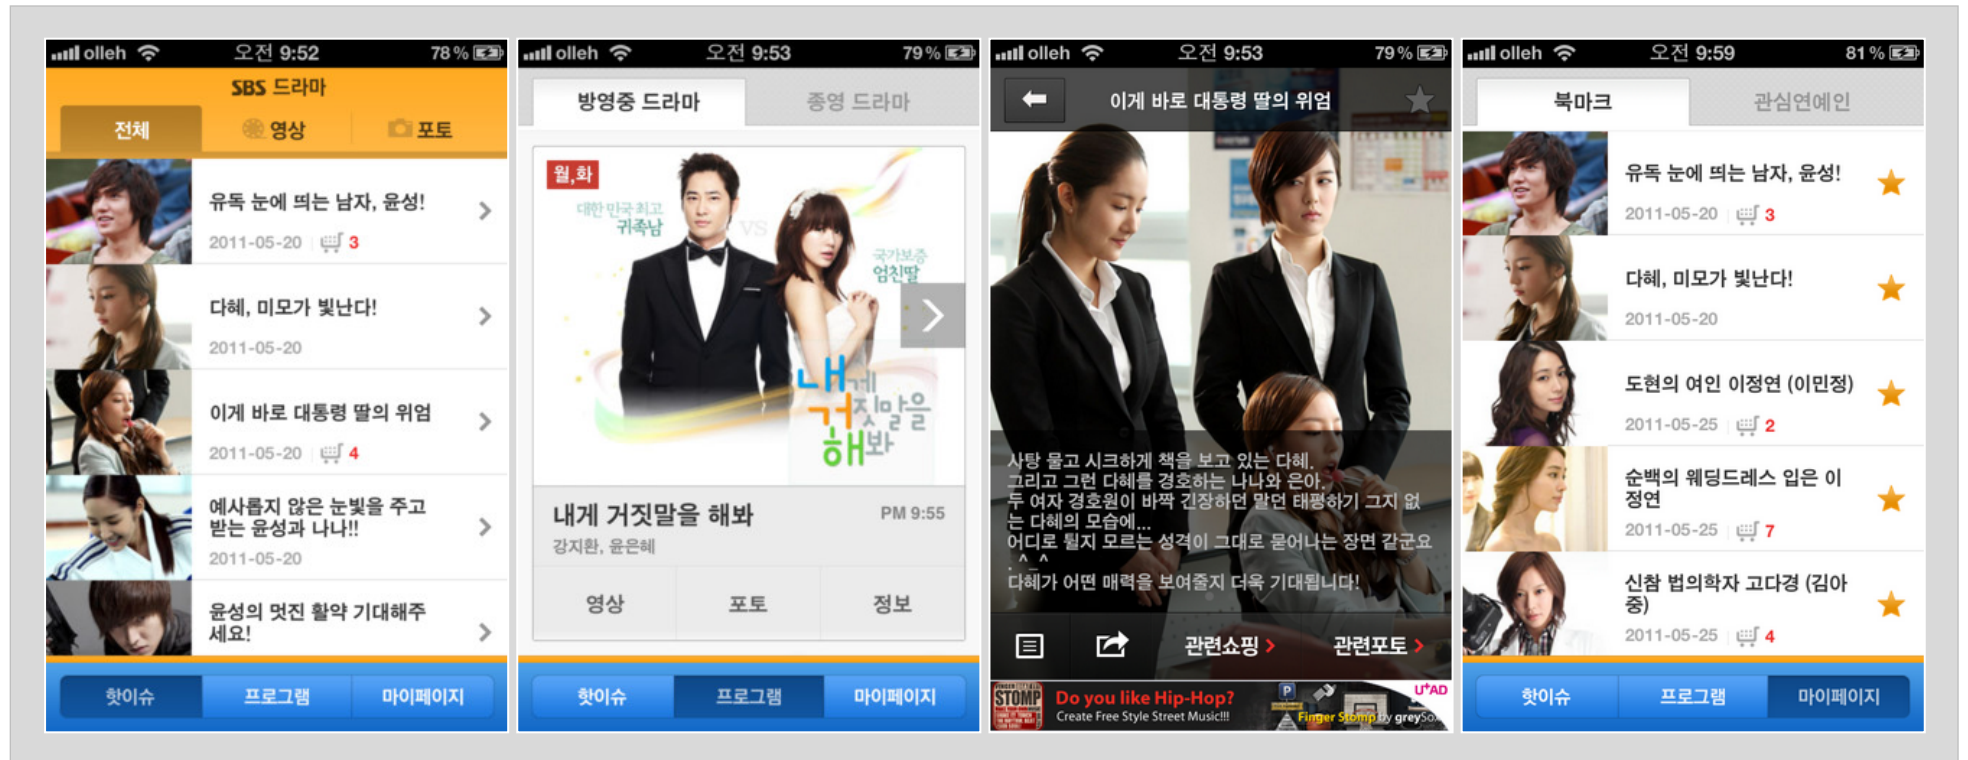 olleh 오전 9:52 78 %
SBS 드라마
전체 영상 포토
유독 눈에 띄는 남자, 윤성!
2011-05-20 3
다혜, 미모가 빛난다!
2011-05-20
이게 바로 대통령 딸의 위엄
2011-05-20 4
예사롭지 않은 눈빛을 주고
받는 윤성과 나나!!
2011-05-20
윤성의 멋진 활약 기대해주
세요!
핫이슈 프로그램 마이페이지
olleh 오전 9:53 79 %
방영중 드라마 종영 드라마
월,화
대한민국 최고
귀족남
VS
국가보증
엄친딸
내게
거짓말을
해봐
내게 거짓말을 해봐 PM 9:55
강지환, 윤은혜
영상 포토 정보
핫이슈 프로그램 마이페이지
olleh 오전 9:53 79 %
이게 바로 대통령 딸의 위엄
사탕 물고 시크하게 책을 보고 있는 다혜.
그리고 그런 다혜를 경호하는 나나와 은아.
두 여자 경호원이 바짝 긴장하던 말던 태평하기 그지 없
는 다혜의 모습에...
어디로 튈지 모르는 성격이 그대로 묻어나는 장면 같군요
. ^_^
다혜가 어떤 매력을 보여줄지 더욱 기대됩니다!
관련쇼핑 관련포토
FINGER STOMP
Do you like Hip-Hop?
Create Free Style Street Music!!!
P
Finger Stomp by greySox
U+AD
olleh 오전 9:59 81 %
북마크 관심연예인
유독 눈에 띄는 남자, 윤성!
2011-05-20 3
다혜, 미모가 빛난다!
2011-05-20
도현의 여인 이정연 (이민정)
2011-05-25 2
순백의 웨딩드레스 입은 이
정연
2011-05-25 7
신참 법의학자 고다경 (김아
중)
2011-05-25 4
핫이슈 프로그램 마이페이지